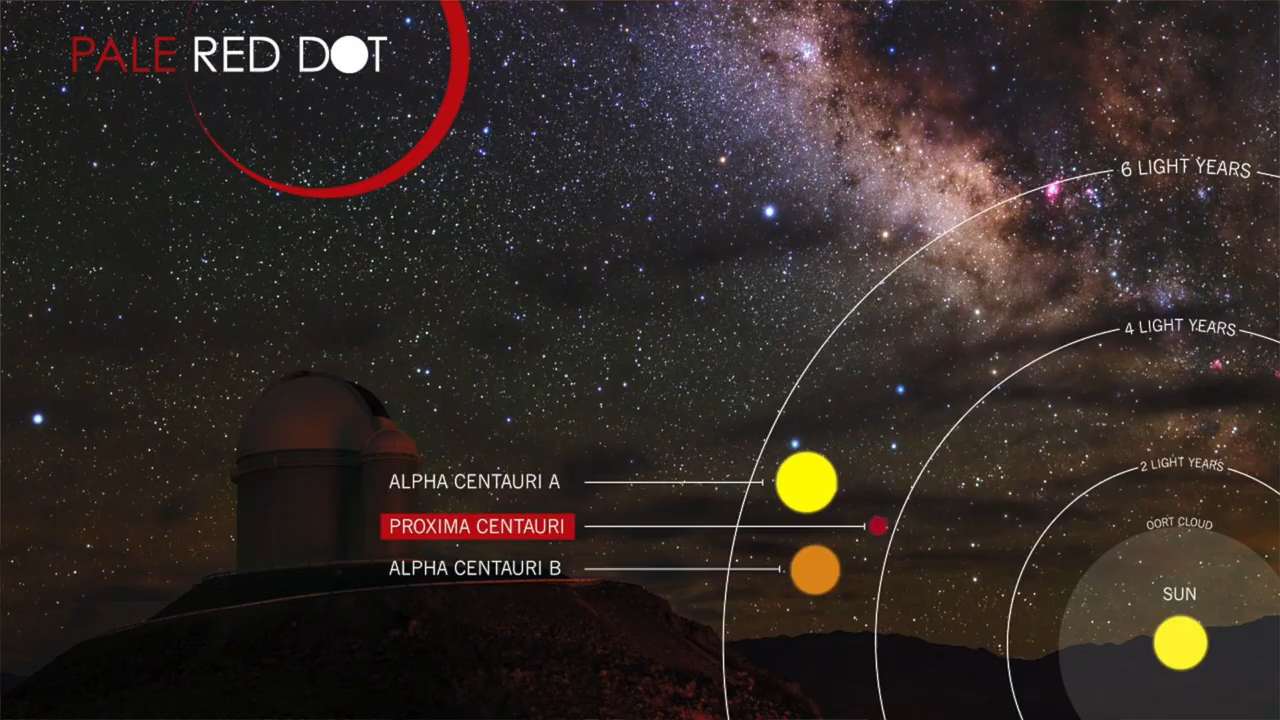 PALE RED DOT
6 LIGHT YEARS
4 LIGHT YEARS
2 LIGHT YEARS
OORT CLOUD
SUN
ALPHA CENTAURI A
PROXIMA CENTAURI
ALPHA CENTAURI B